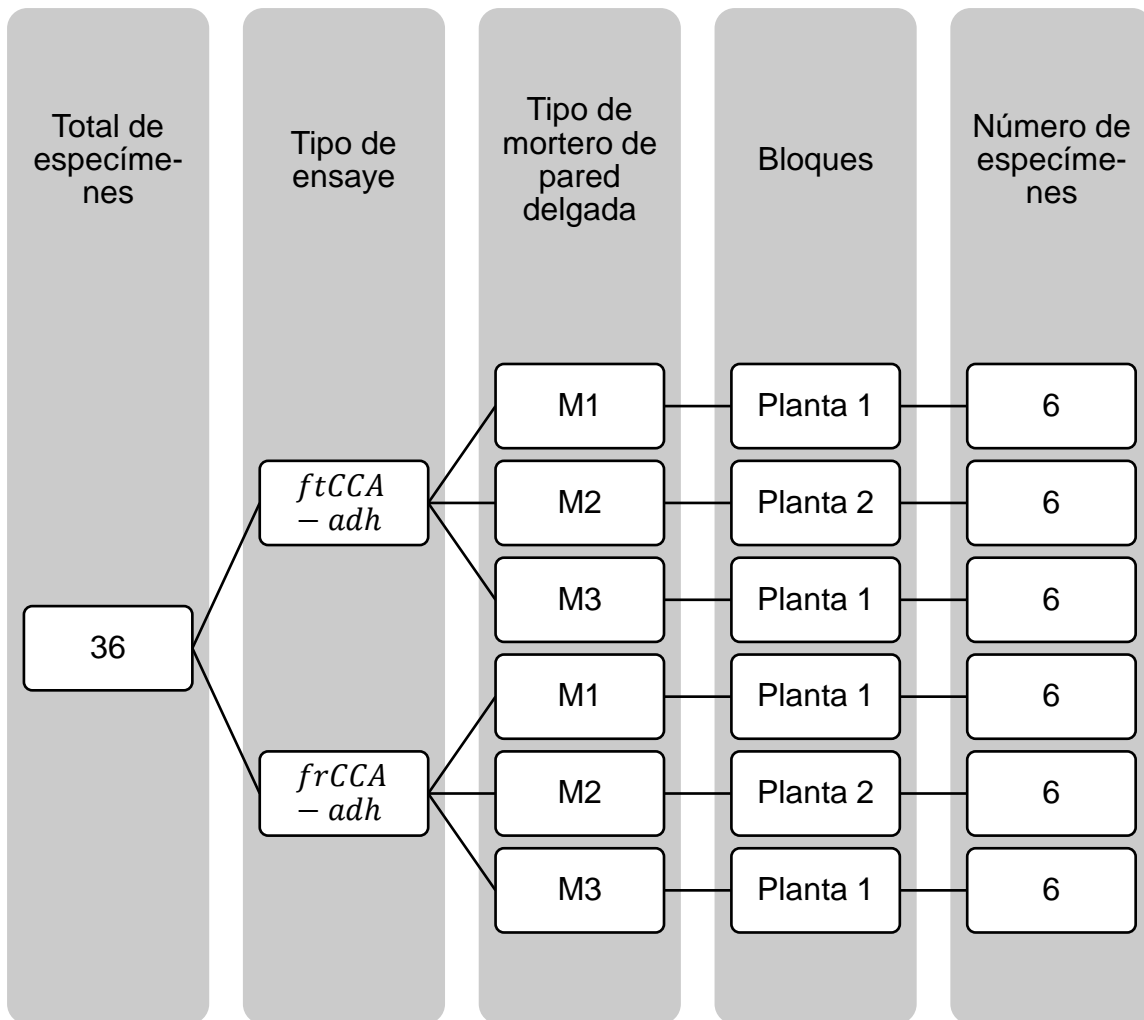 Total de
especíme-
nes
Tipo de
ensaye
Tipo de
mortero de
pared
delgada
Bloques
Número de
especíme-
nes
36
ftCCA
– adh
M1
Planta 1
6
M2
Planta 2
6
M3
Planta 1
6
frCCA
– adh
M1
Planta 1
6
M2
Planta 2
6
M3
Planta 1
6